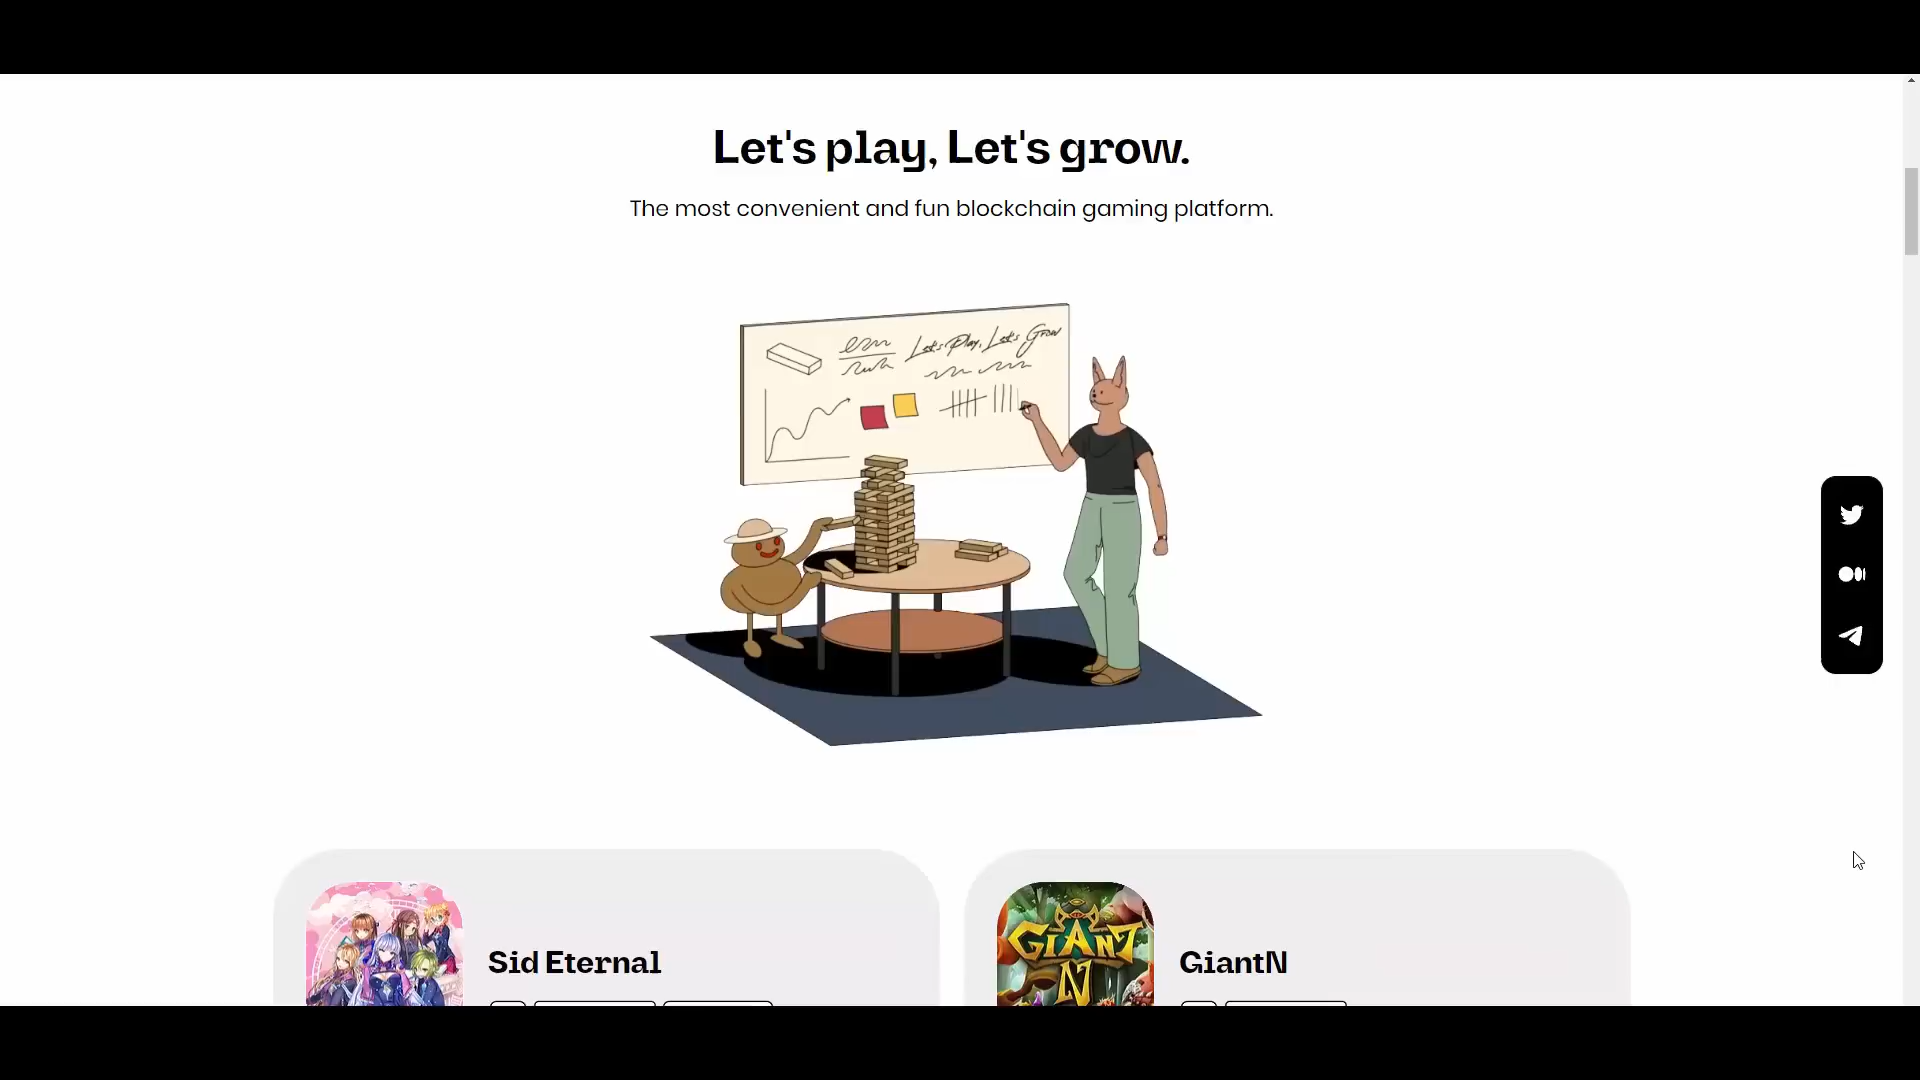 Let's play, Let's grow.
The most convenient and fun blockchain gaming platform.
Let's Play, Let's Grow
Sid Eternal
GIANT
N
GiantN